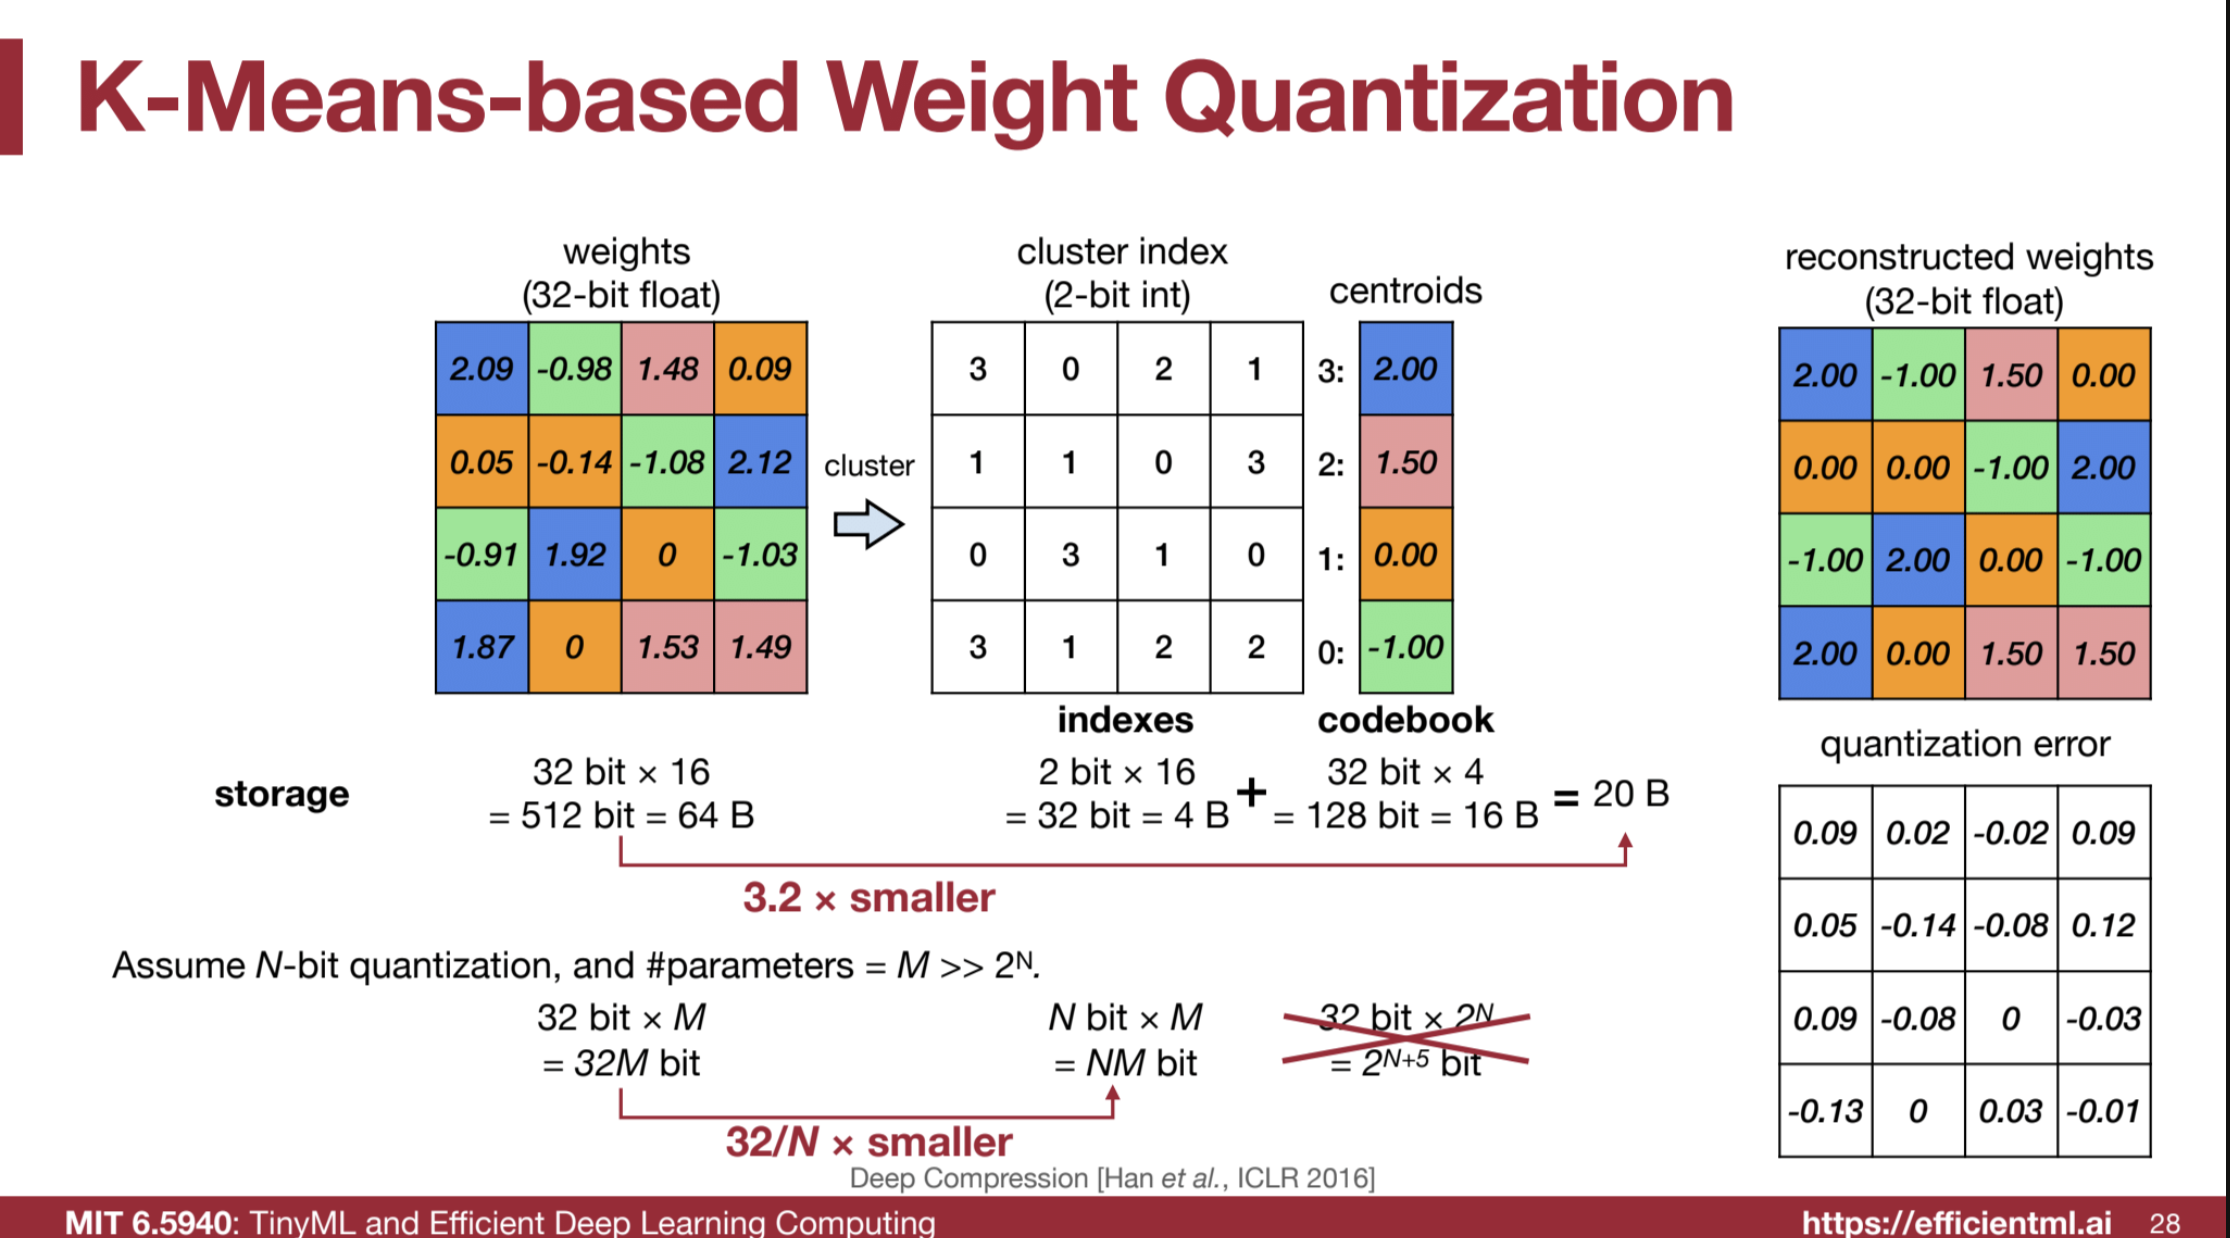 K-Means-based Weight Quantization
weights
(32-bit float)
2.09 -0.98 1.48 0.09
0.05 -0.14 -1.08 2.12
-0.91 1.92 0 -1.03
1.87 0 1.53 1.49
cluster
cluster index
(2-bit int)
3 0 2 1
1 1 0 3
0 3 1 0
3 1 2 2
centroids
3: 2.00
2: 1.50
1: 0.00
0: -1.00
reconstructed weights
(32-bit float)
2.00 -1.00 1.50 0.00
0.00 0.00 -1.00 2.00
-1.00 2.00 0.00 -1.00
2.00 0.00 1.50 1.50
indexes
codebook
storage
32 bit × 16
= 512 bit = 64 B
2 bit × 16
= 32 bit = 4 B
+
32 bit × 4
= 128 bit = 16 B
= 20 B
3.2 × smaller
quantization error
0.09 0.02 -0.02 0.09
0.05 -0.14 -0.08 0.12
0.09 -0.08 0 -0.03
-0.13 0 0.03 -0.01
Assume N-bit quantization, and #parameters = M >> 2ᴺ.
32 bit × M
= 32M bit
N bit × M
= NM bit
32 bit × 2ᴺ
= 2ᴺ⁺⁵ bit
32/N × smaller
Deep Compression [Han et al., ICLR 2016]
MIT 6.5940: TinyML and Efficient Deep Learning Computing
https://efficientml.ai 28